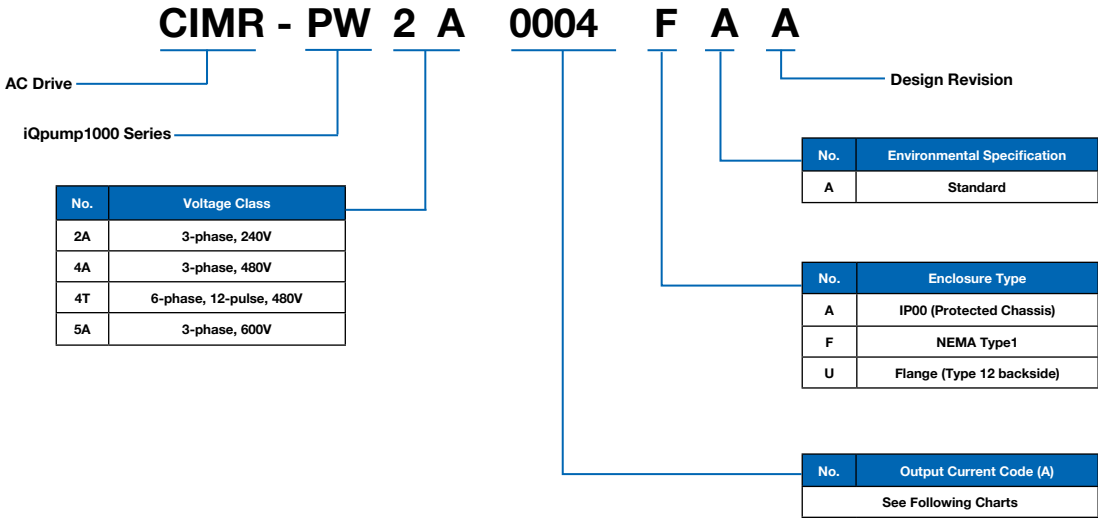 CIMR - PW 2 A 0004 F A A
AC Drive
Design Revision
iQpump1000 Series
No. Environmental Specification
A Standard
No. Voltage Class
2A 3-phase, 240V
4A 3-phase, 480V
4T 6-phase, 12-pulse, 480V
5A 3-phase, 600V
No. Enclosure Type
A IP00 (Protected Chassis)
F NEMA Type1
U Flange (Type 12 backside)
No. Output Current Code (A)
See Following Charts